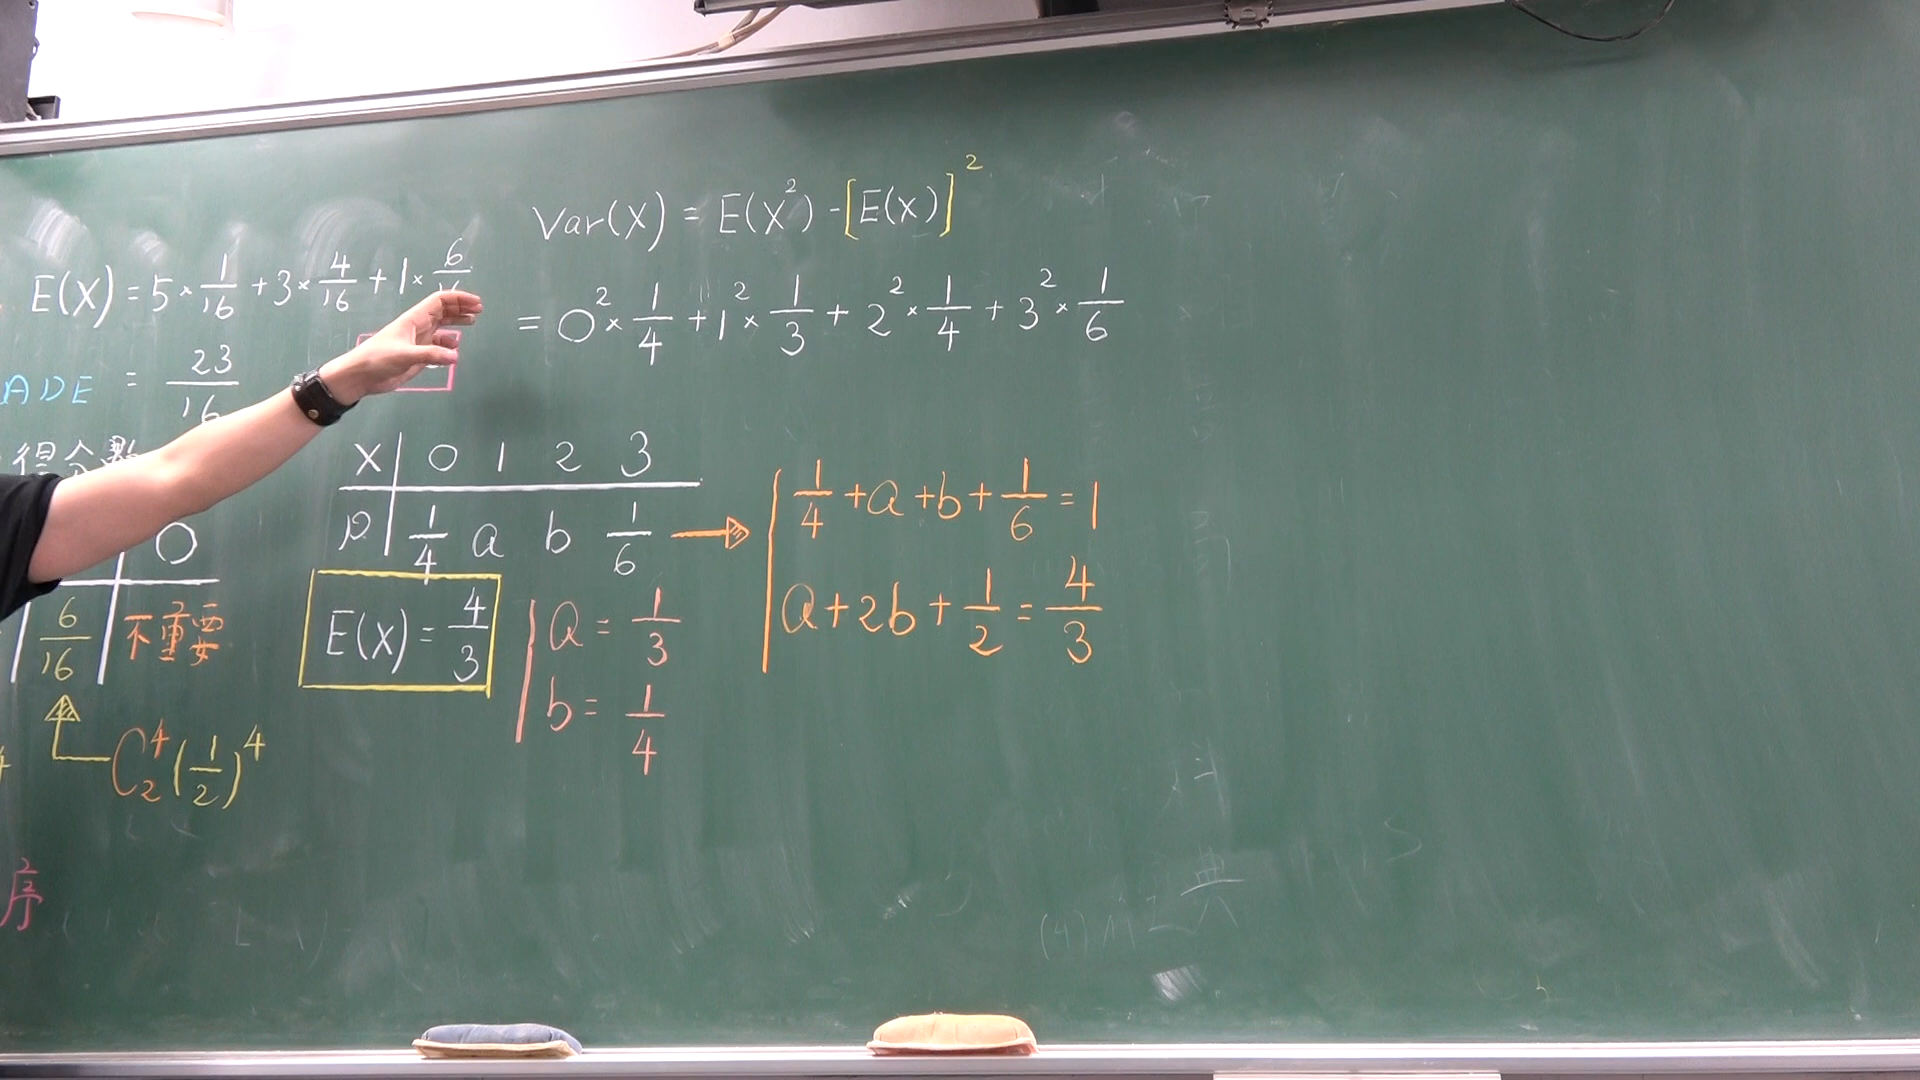 E(X) = 5 × 1/16 + 3 × 4/16 + 1 × 6/16
ADE = 23/16
得分數
0
6/16 不重要
C⁴₂(1/2)⁴
序
Var(X) = E(X²) - [E(X)]²
= 0² × 1/4 + 1² × 1/3 + 2² × 1/4 + 3² × 1/6
X 0 1 2 3
P 1/4 a b 1/6
E(X) = 4/3
a = 1/3
b = 1/4
1/4 + a + b + 1/6 = 1
a + 2b + 1/2 = 4/3